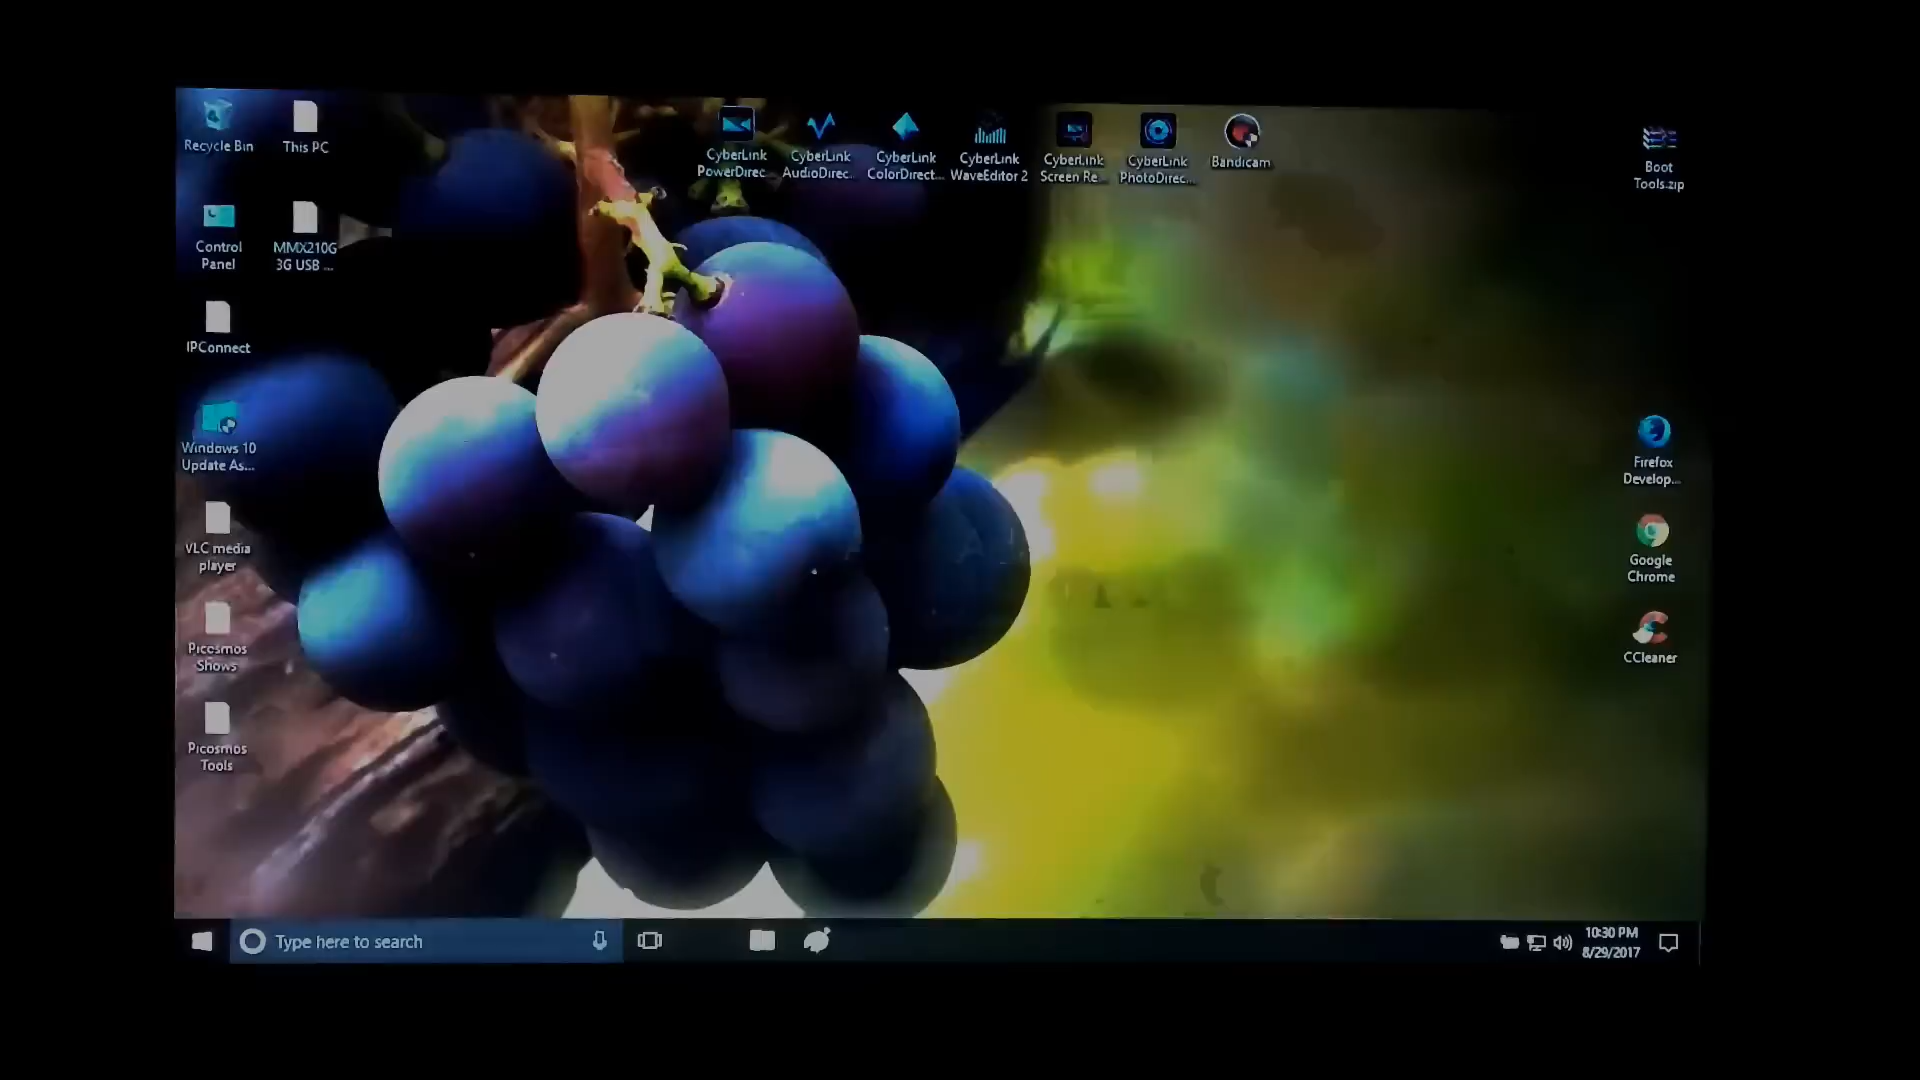 Recycle Bin
This PC
CyberLink
PowerDirec...
CyberLink
AudioDirec...
CyberLink
ColorDirect...
CyberLink
WaveEditor 2
CyberLink
Screen Re...
CyberLink
PhotoDirec...
Bandicam
Boot
Tools.zip
Control
Panel
MMX210G
3G USB ...
IPConnect
Windows 10
Update As...
Firefox
Develop...
VLC media
player
Google
Chrome
Picosmos
Shows
CCleaner
Picosmos
Tools
Type here to search
10:30 PM
8/29/2017